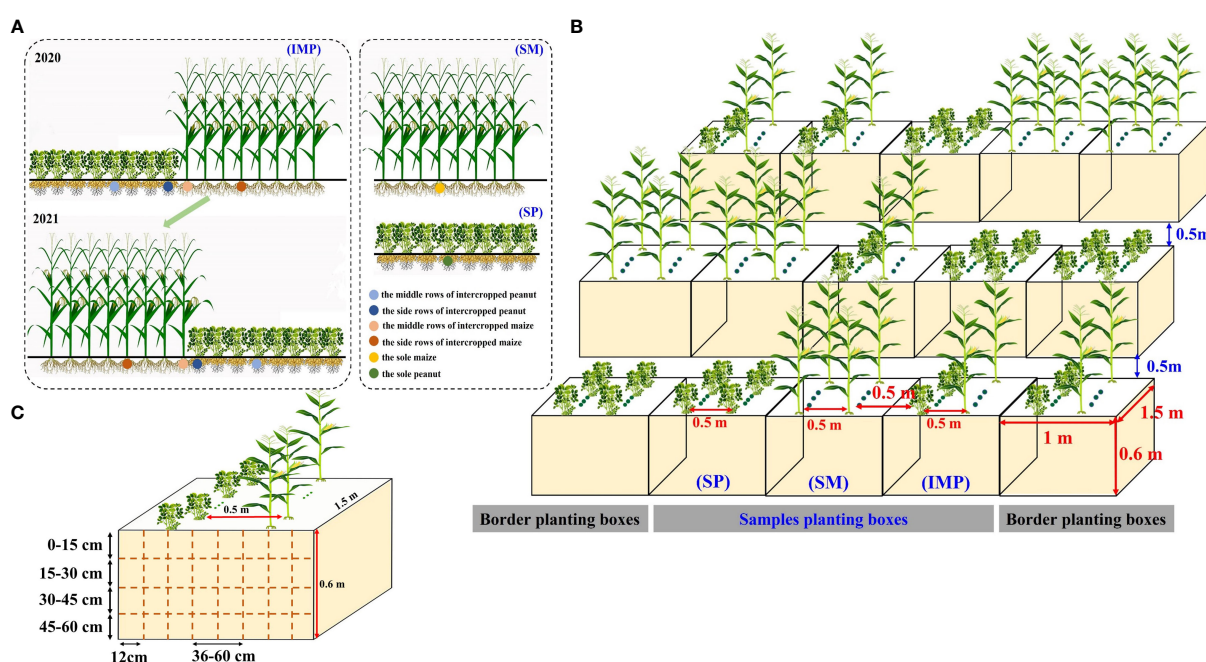 A
2020
(IMP)
(SM)
2021
(SP)
the middle rows of intercropped peanut
the side rows of intercropped peanut
the middle rows of intercropped maize
the side rows of intercropped maize
the sole maize
the sole peanut
B
0.5m
0.5m
0.5 m
0.5 m
0.5 m
0.5 m
1 m
1.5 m
0.6 m
(SP)
(SM)
(IMP)
Border planting boxes
Samples planting boxes
Border planting boxes
C
0.5 m
1.5 m
0.6 m
0-15 cm
15-30 cm
30-45 cm
45-60 cm
12cm
36-60 cm